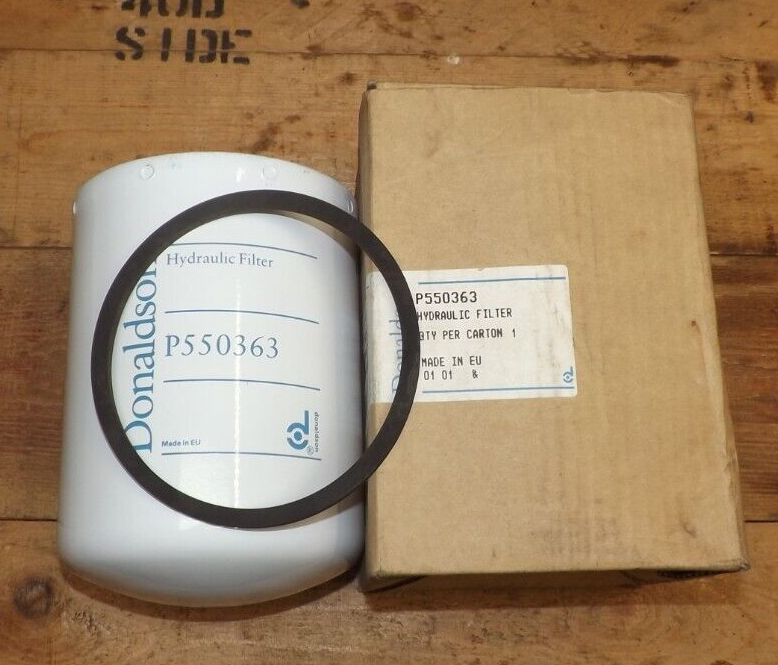 SIDE
Donaldson
Hydraulic Filter
P550363
Made in EU
Donaldson
P550363
HYDRAULIC FILTER
QTY PER CARTON 1
MADE IN EU
01 01 &